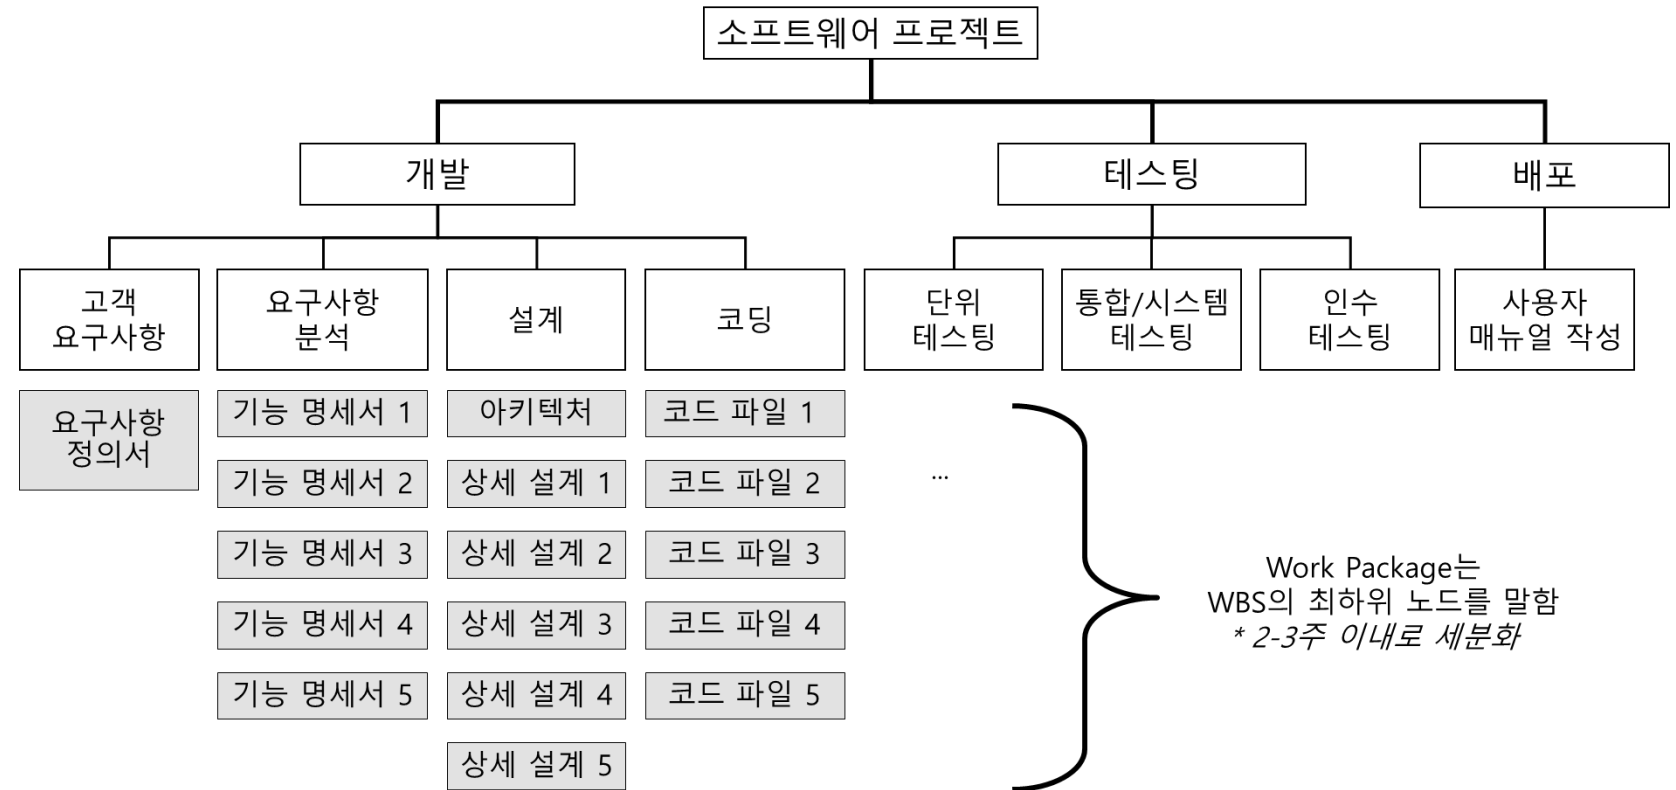 소프트웨어 프로젝트
개발
테스팅
배포
고객
요구사항
요구사항
분석
설계
코딩
단위
테스팅
통합/시스템
테스팅
인수
테스팅
사용자
매뉴얼 작성
요구사항
정의서
기능 명세서 1
기능 명세서 2
기능 명세서 3
기능 명세서 4
기능 명세서 5
아키텍처
상세 설계 1
상세 설계 2
상세 설계 3
상세 설계 4
상세 설계 5
코드 파일 1
코드 파일 2
코드 파일 3
코드 파일 4
코드 파일 5
...
Work Package는
WBS의 최하위 노드를 말함
* 2-3주 이내로 세분화